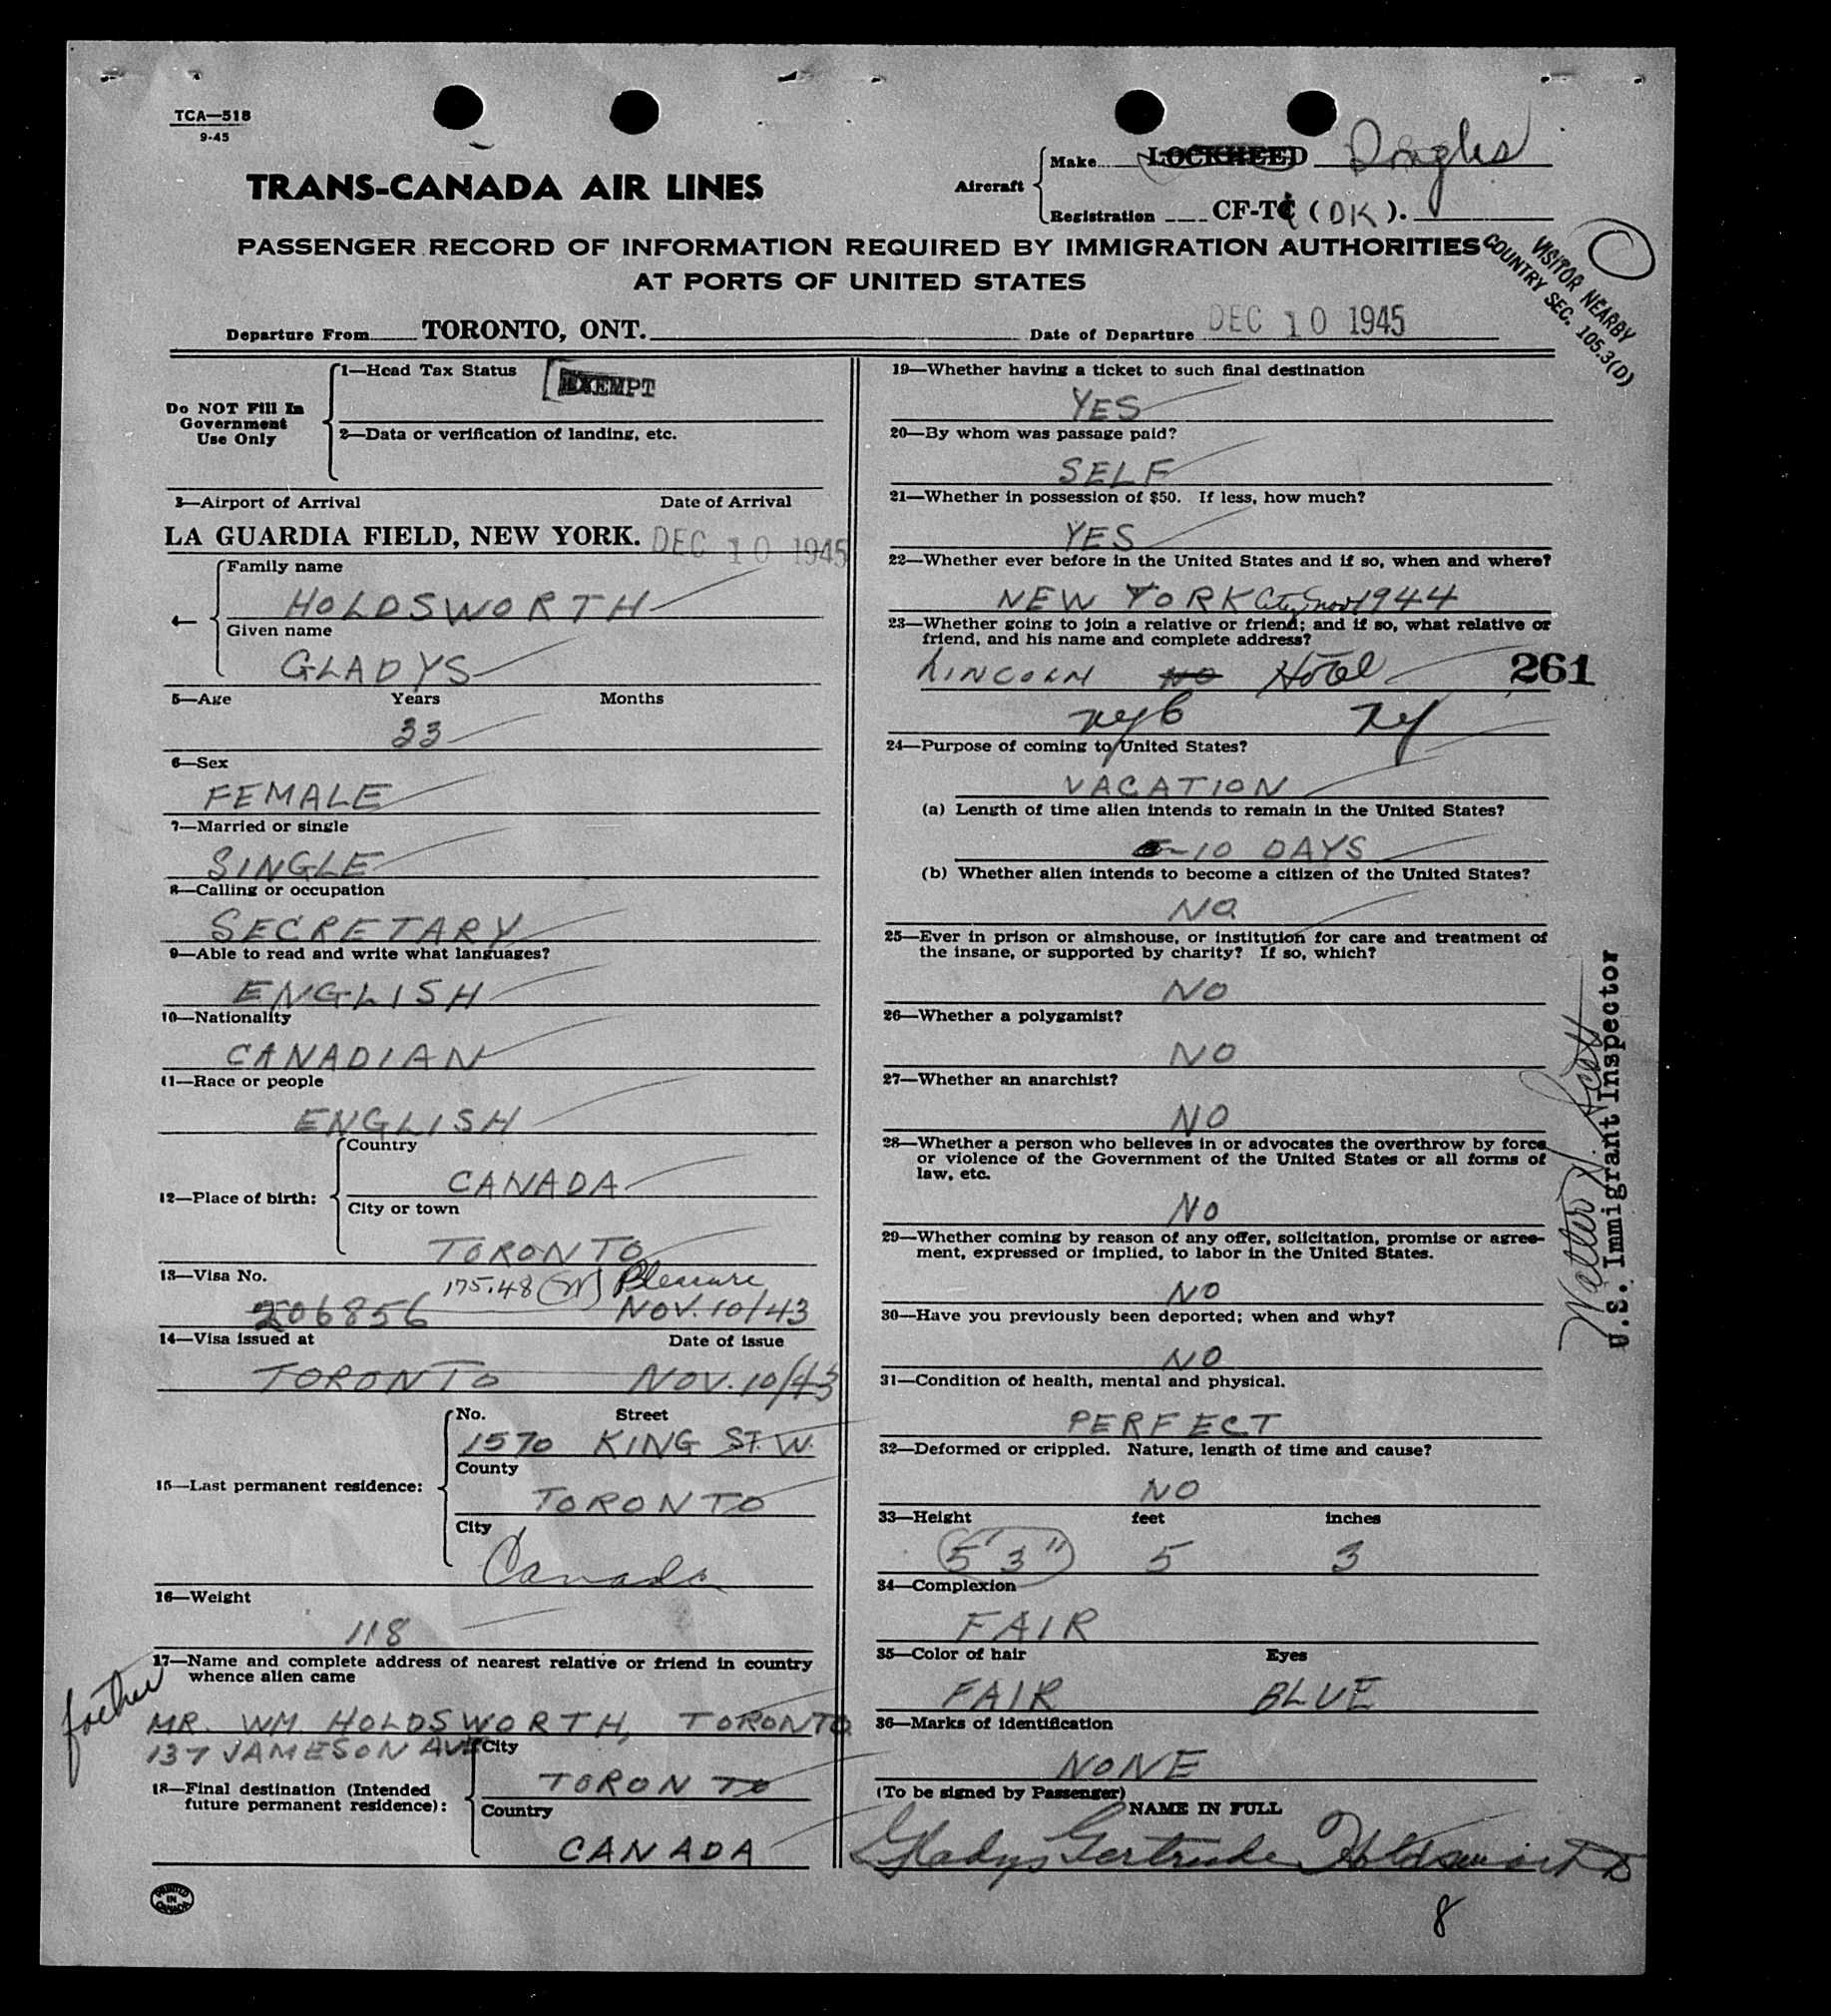 TCA—518
9-45
TRANS-CANADA AIR LINES
Aircraft
Make LOCKHEED Douglas
Registration CF-T (DK).
PASSENGER RECORD OF INFORMATION REQUIRED BY IMMIGRATION AUTHORITIES
AT PORTS OF UNITED STATES
VISITOR NEARBY
COUNTRY SEC. 105.3(D)
Departure From TORONTO, ONT. Date of Departure DEC 10 1945
Do NOT Fill In
Government
Use Only
1—Head Tax Status EXEMPT
2—Data or verification of landing, etc.
3—Airport of Arrival Date of Arrival
LA GUARDIA FIELD, NEW YORK. DEC 10 1945
Family name
HOLDSWORTH
Given name
GLADYS
5—Age Years Months
33
6—Sex
FEMALE
7—Married or single
SINGLE
8—Calling or occupation
SECRETARY
9—Able to read and write what languages?
ENGLISH
10—Nationality
CANADIAN
11—Race or people
ENGLISH
12—Place of birth:
Country
CANADA
City or town
TORONTO
13—Visa No.
175.48 Pleasure
206856 NOV. 10/43
14—Visa issued at Date of issue
TORONTO NOV. 10/43
15—Last permanent residence:
No. Street
1570 KING ST. W.
County
TORONTO
City
Canada
16—Weight
118
17—Name and complete address of nearest relative or friend in country
whence alien came
father
MR. WM. HOLDSWORTH, TORONTO
137 JAMESON AVE
18—Final destination (Intended
future permanent residence):
City
TORONTO
Country
CANADA
PRINTED
IN
CANADA
19—Whether having a ticket to such final destination
YES
20—By whom was passage paid?
SELF
21—Whether in possession of $50. If less, how much?
YES
22—Whether ever before in the United States and if so, when and where?
NEW YORK City Nov 1944
23—Whether going to join a relative or friend; and if so, what relative or
friend, and his name and complete address?
LINCOLN NO Hotel
261
NYC NY
24—Purpose of coming to United States?
VACATION
(a) Length of time alien intends to remain in the United States?
-10 DAYS
(b) Whether alien intends to become a citizen of the United States?
NO
25—Ever in prison or almshouse, or institution for care and treatment of
the insane, or supported by charity? If so, which?
NO
26—Whether a polygamist?
NO
27—Whether an anarchist?
NO
28—Whether a person who believes in or advocates the overthrow by force
or violence of the Government of the United States or all forms of
law, etc.
NO
29—Whether coming by reason of any offer, solicitation, promise or agree-
ment, expressed or implied, to labor in the United States.
NO
30—Have you previously been deported; when and why?
NO
31—Condition of health, mental and physical.
PERFECT
32—Deformed or crippled. Nature, length of time and cause?
NO
33—Height feet inches
5' 3" 5 3
34—Complexion
FAIR
35—Color of hair Eyes
FAIR BLUE
36—Marks of identification
NONE
(To be signed by Passenger)
NAME IN FULL
Gladys Gertrude Holdsworth
8
Walter H. Scott
U.S. Immigrant Inspector